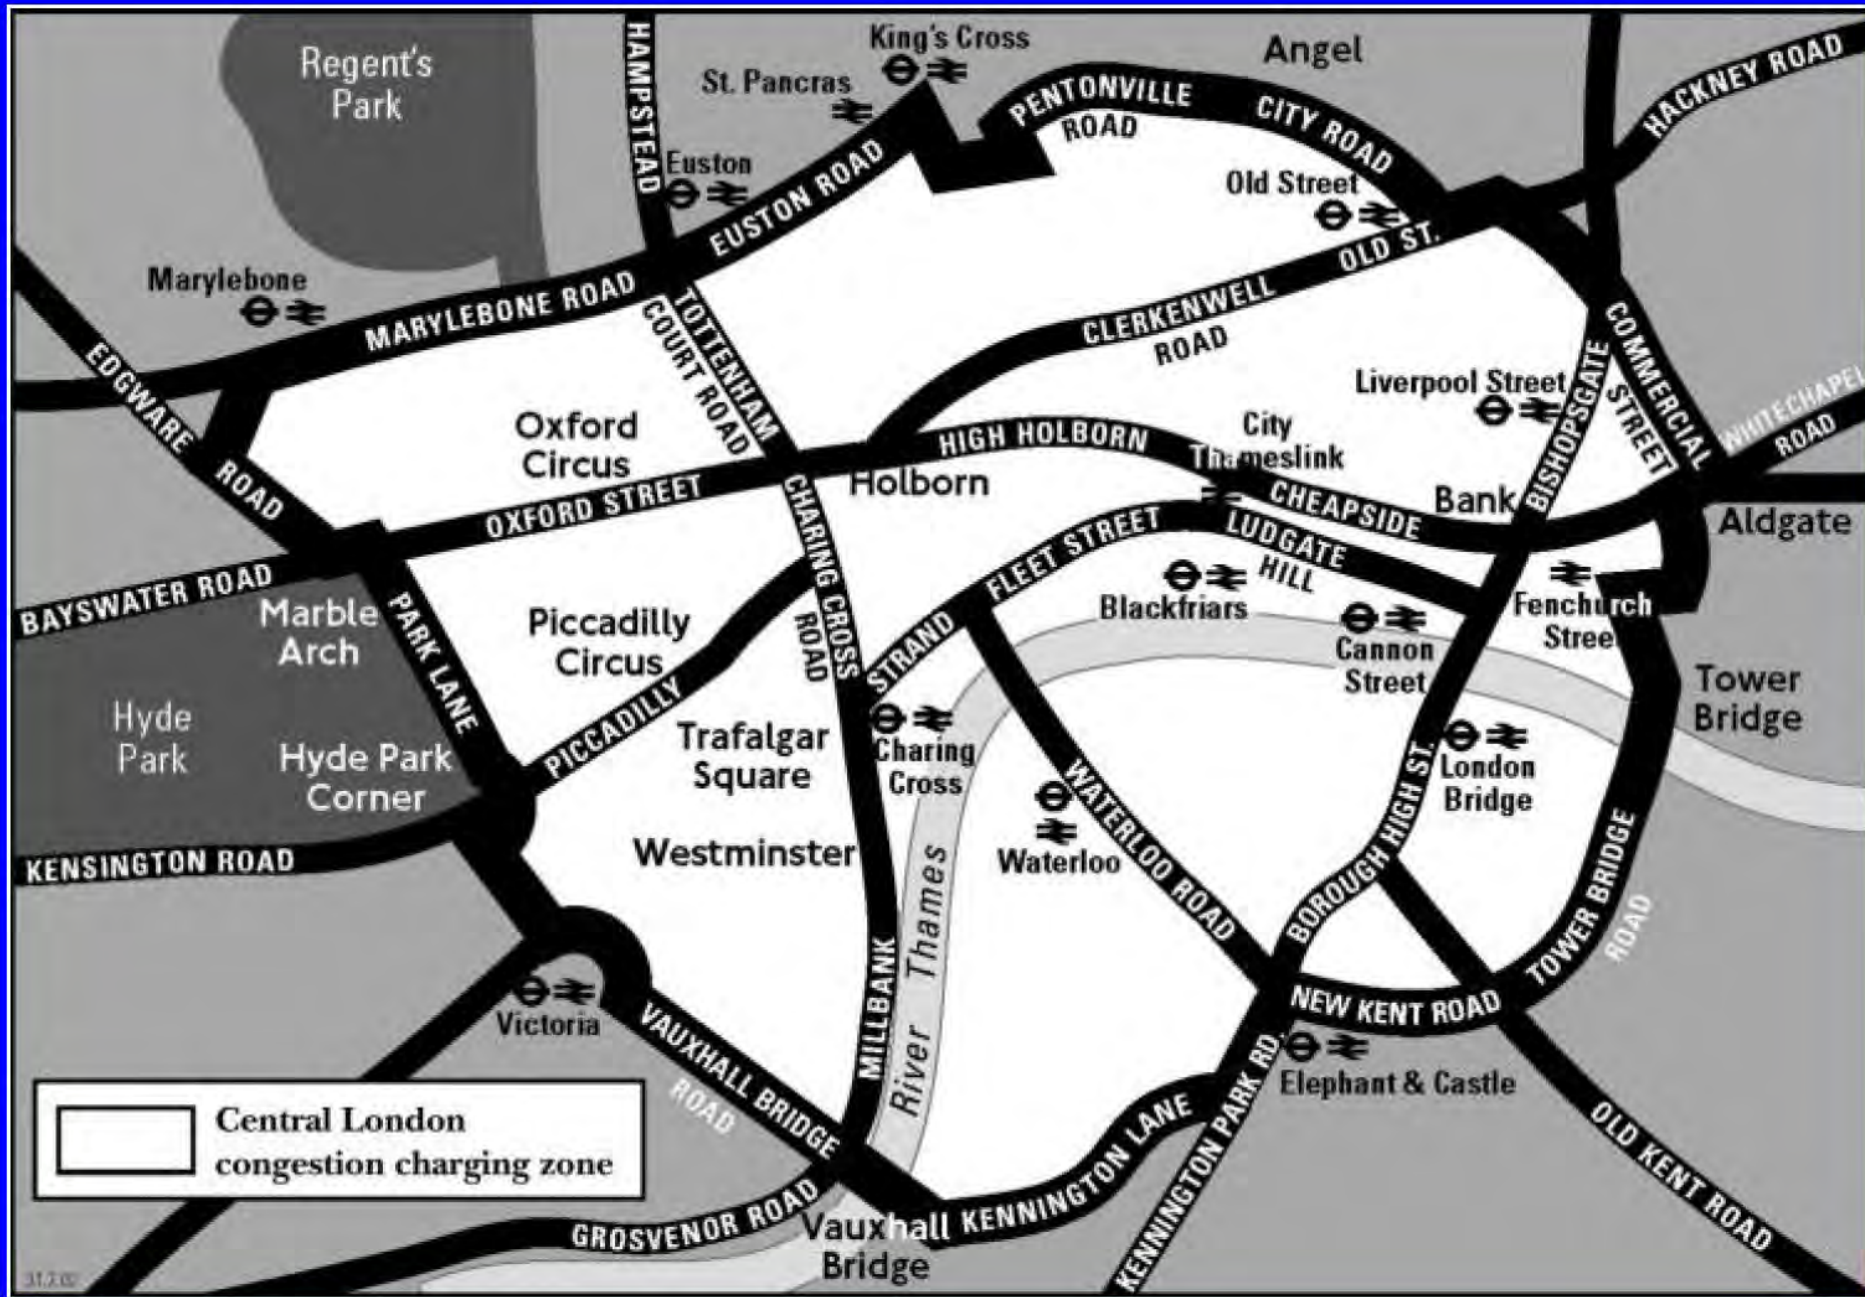 King's Cross
Angel
Regent's
Park
HAMPSTEAD
St. Pancras
PENTONVILLE
ROAD
CITY ROAD
HACKNEY ROAD
Euston
EUSTON ROAD
Old Street
OLD ST.
Marylebone
MARYLEBONE ROAD
TOTTENHAM
COURT ROAD
CLERKENWELL
ROAD
COMMERCIAL
STREET
EDGWARE
ROAD
Liverpool Street
BISHOPSGATE
WHITECHAPEL
ROAD
Oxford
Circus
OXFORD STREET
HIGH HOLBORN
Holborn
City
Thameslink
CHEAPSIDE
Bank
Aldgate
CHARING CROSS
ROAD
FLEET STREET
LUDGATE
HILL
BAYSWATER ROAD
Marble
Arch
PARK LANE
Piccadilly
Circus
PICCADILLY
STRAND
Blackfriars
Cannon
Street
Fenchurch
Street
Tower
Bridge
Hyde
Park
Hyde Park
Corner
Trafalgar
Square
Charing
Cross
London
Bridge
BOROUGH HIGH ST.
WATERLOO ROAD
Waterloo
Westminster
KENSINGTON ROAD
TOWER BRIDGE
ROAD
River Thames
MILLBANK
NEW KENT ROAD
Victoria
VAUXHALL BRIDGE
ROAD
Elephant & Castle
KENNINGTON PARK RD.
KENNINGTON LANE
OLD KENT ROAD
Central London
congestion charging zone
GROSVENOR ROAD
Vauxhall
Bridge